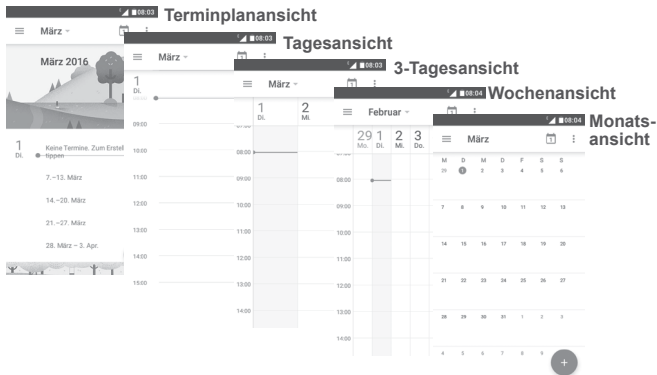 08:03
Terminplanansicht
März
1
März 2016
1
Di.
Keine Termine. Zum Erstel
tippen
7.–13. März
14.–20. März
21.–27. März
28. März – 3. Apr.
08:03
Tagesansicht
März
1
1
Di.
09:00
10:00
11:00
12:00
13:00
14:00
15:00
08:03
3-Tagesansicht
März
1
1
Di.
2
Mi.
08:00
09:00
10:00
11:00
12:00
13:00
14:00
08:04
Wochenansicht
Februar
1
29 1 2 3
Mo. Di. Mi. Do.
08:00
09:00
10:00
11:00
12:00
13:00
14:00
08:04
Monats-
ansicht
März
1
M D M D F S S
29 1 2 3 4 5 6
7 8 9 10 11 12 13
14 15 16 17 18 19 20
21 22 23 24 25 26 27
28 29 30 31 1 2 3
4 5 6 7 8 9
+